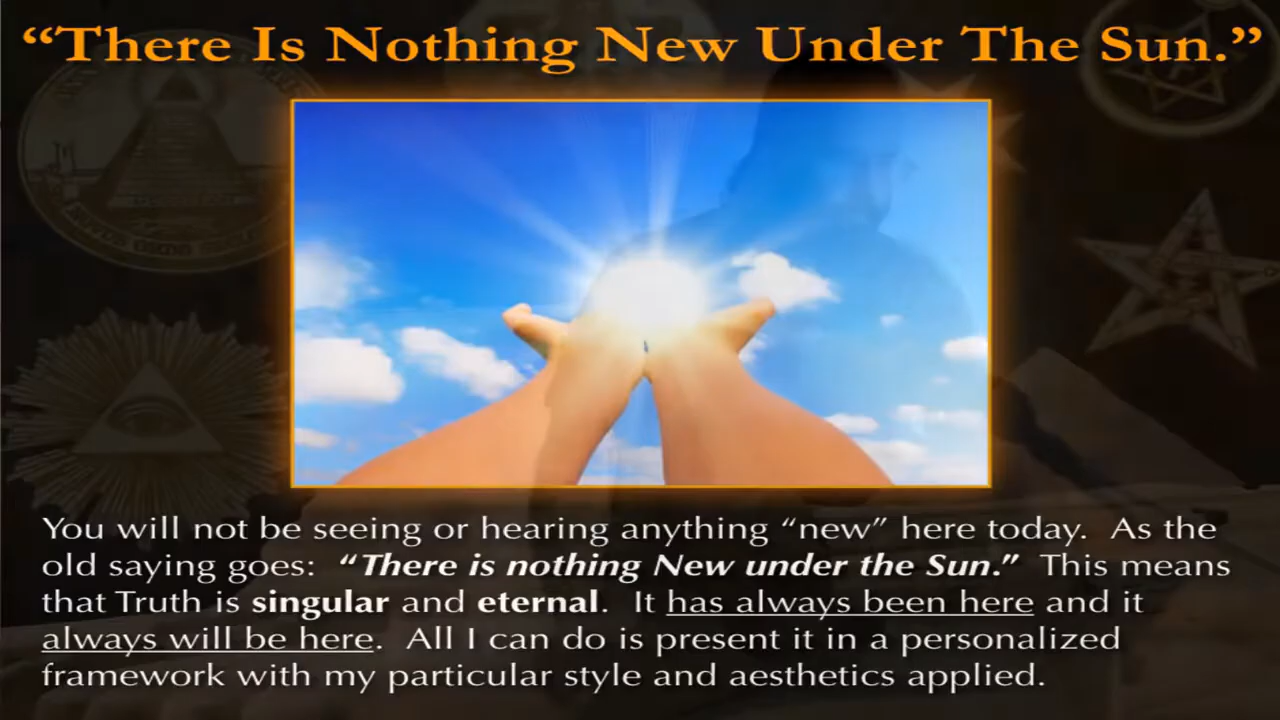 “There Is Nothing New Under The Sun.”
You will not be seeing or hearing anything “new” here today. As the
old saying goes: “There is nothing New under the Sun.” This means
that Truth is singular and eternal. It has always been here and it
always will be here. All I can do is present it in a personalized
framework with my particular style and aesthetics applied.